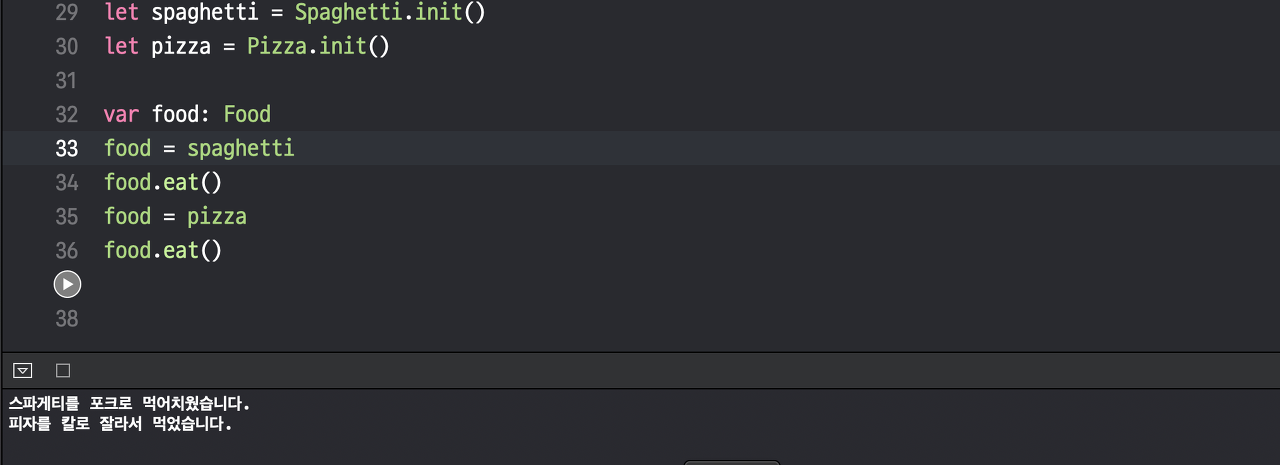 29 let spaghetti = Spaghetti.init()
30 let pizza = Pizza.init()
31
32 var food: Food
33 food = spaghetti
34 food.eat()
35 food = pizza
36 food.eat()
38
스파게티를 포크로 먹어치웠습니다.
피자를 칼로 잘라서 먹었습니다.